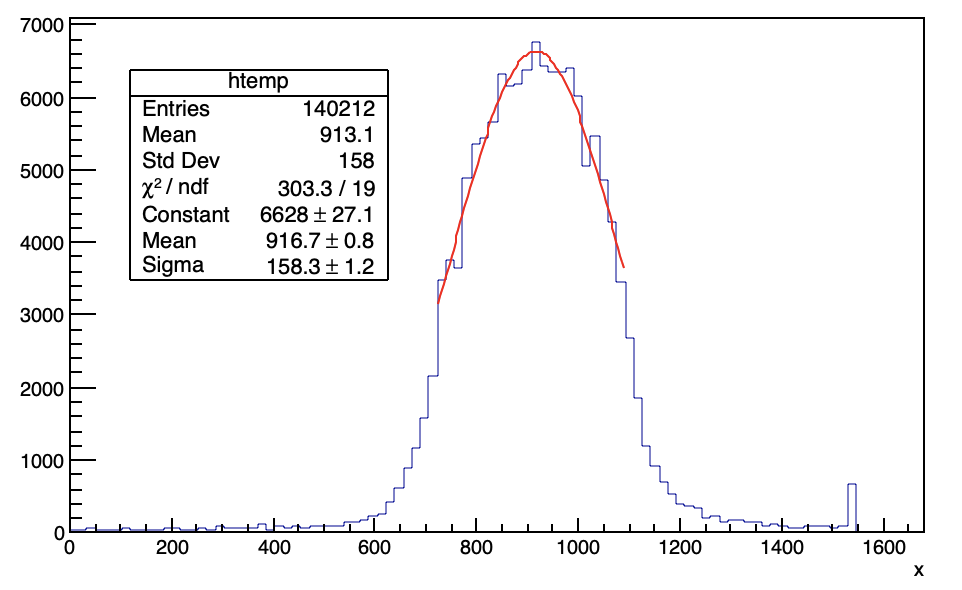 7000
6000
5000
4000
3000
2000
1000
0
htemp
Entries 140212
Mean 913.1
Std Dev 158
χ² / ndf 303.3 / 19
Constant 6628 ± 27.1
Mean 916.7 ± 0.8
Sigma 158.3 ± 1.2
0 200 400 600 800 1000 1200 1400 1600
x